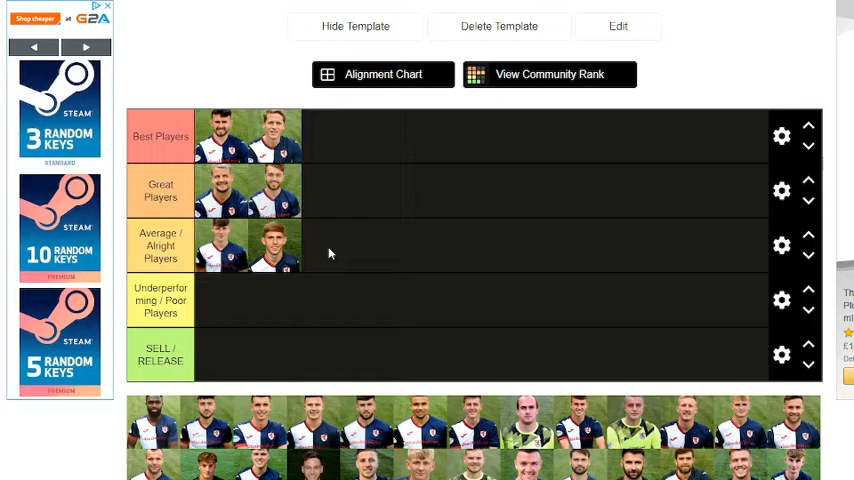 Shop cheaper at G2A
Hide Template
Delete Template
Edit
Alignment Chart
View Community Rank
STEAM
3 RANDOM
KEYS
STANDARD
STEAM
10 RANDOM
KEYS
PREMIUM
STEAM
5 RANDOM
KEYS
PREMIUM
Best Players
Great
Players
Average /
Alright
Players
Underperfor
ming / Poor
Players
SELL /
RELEASE
Th